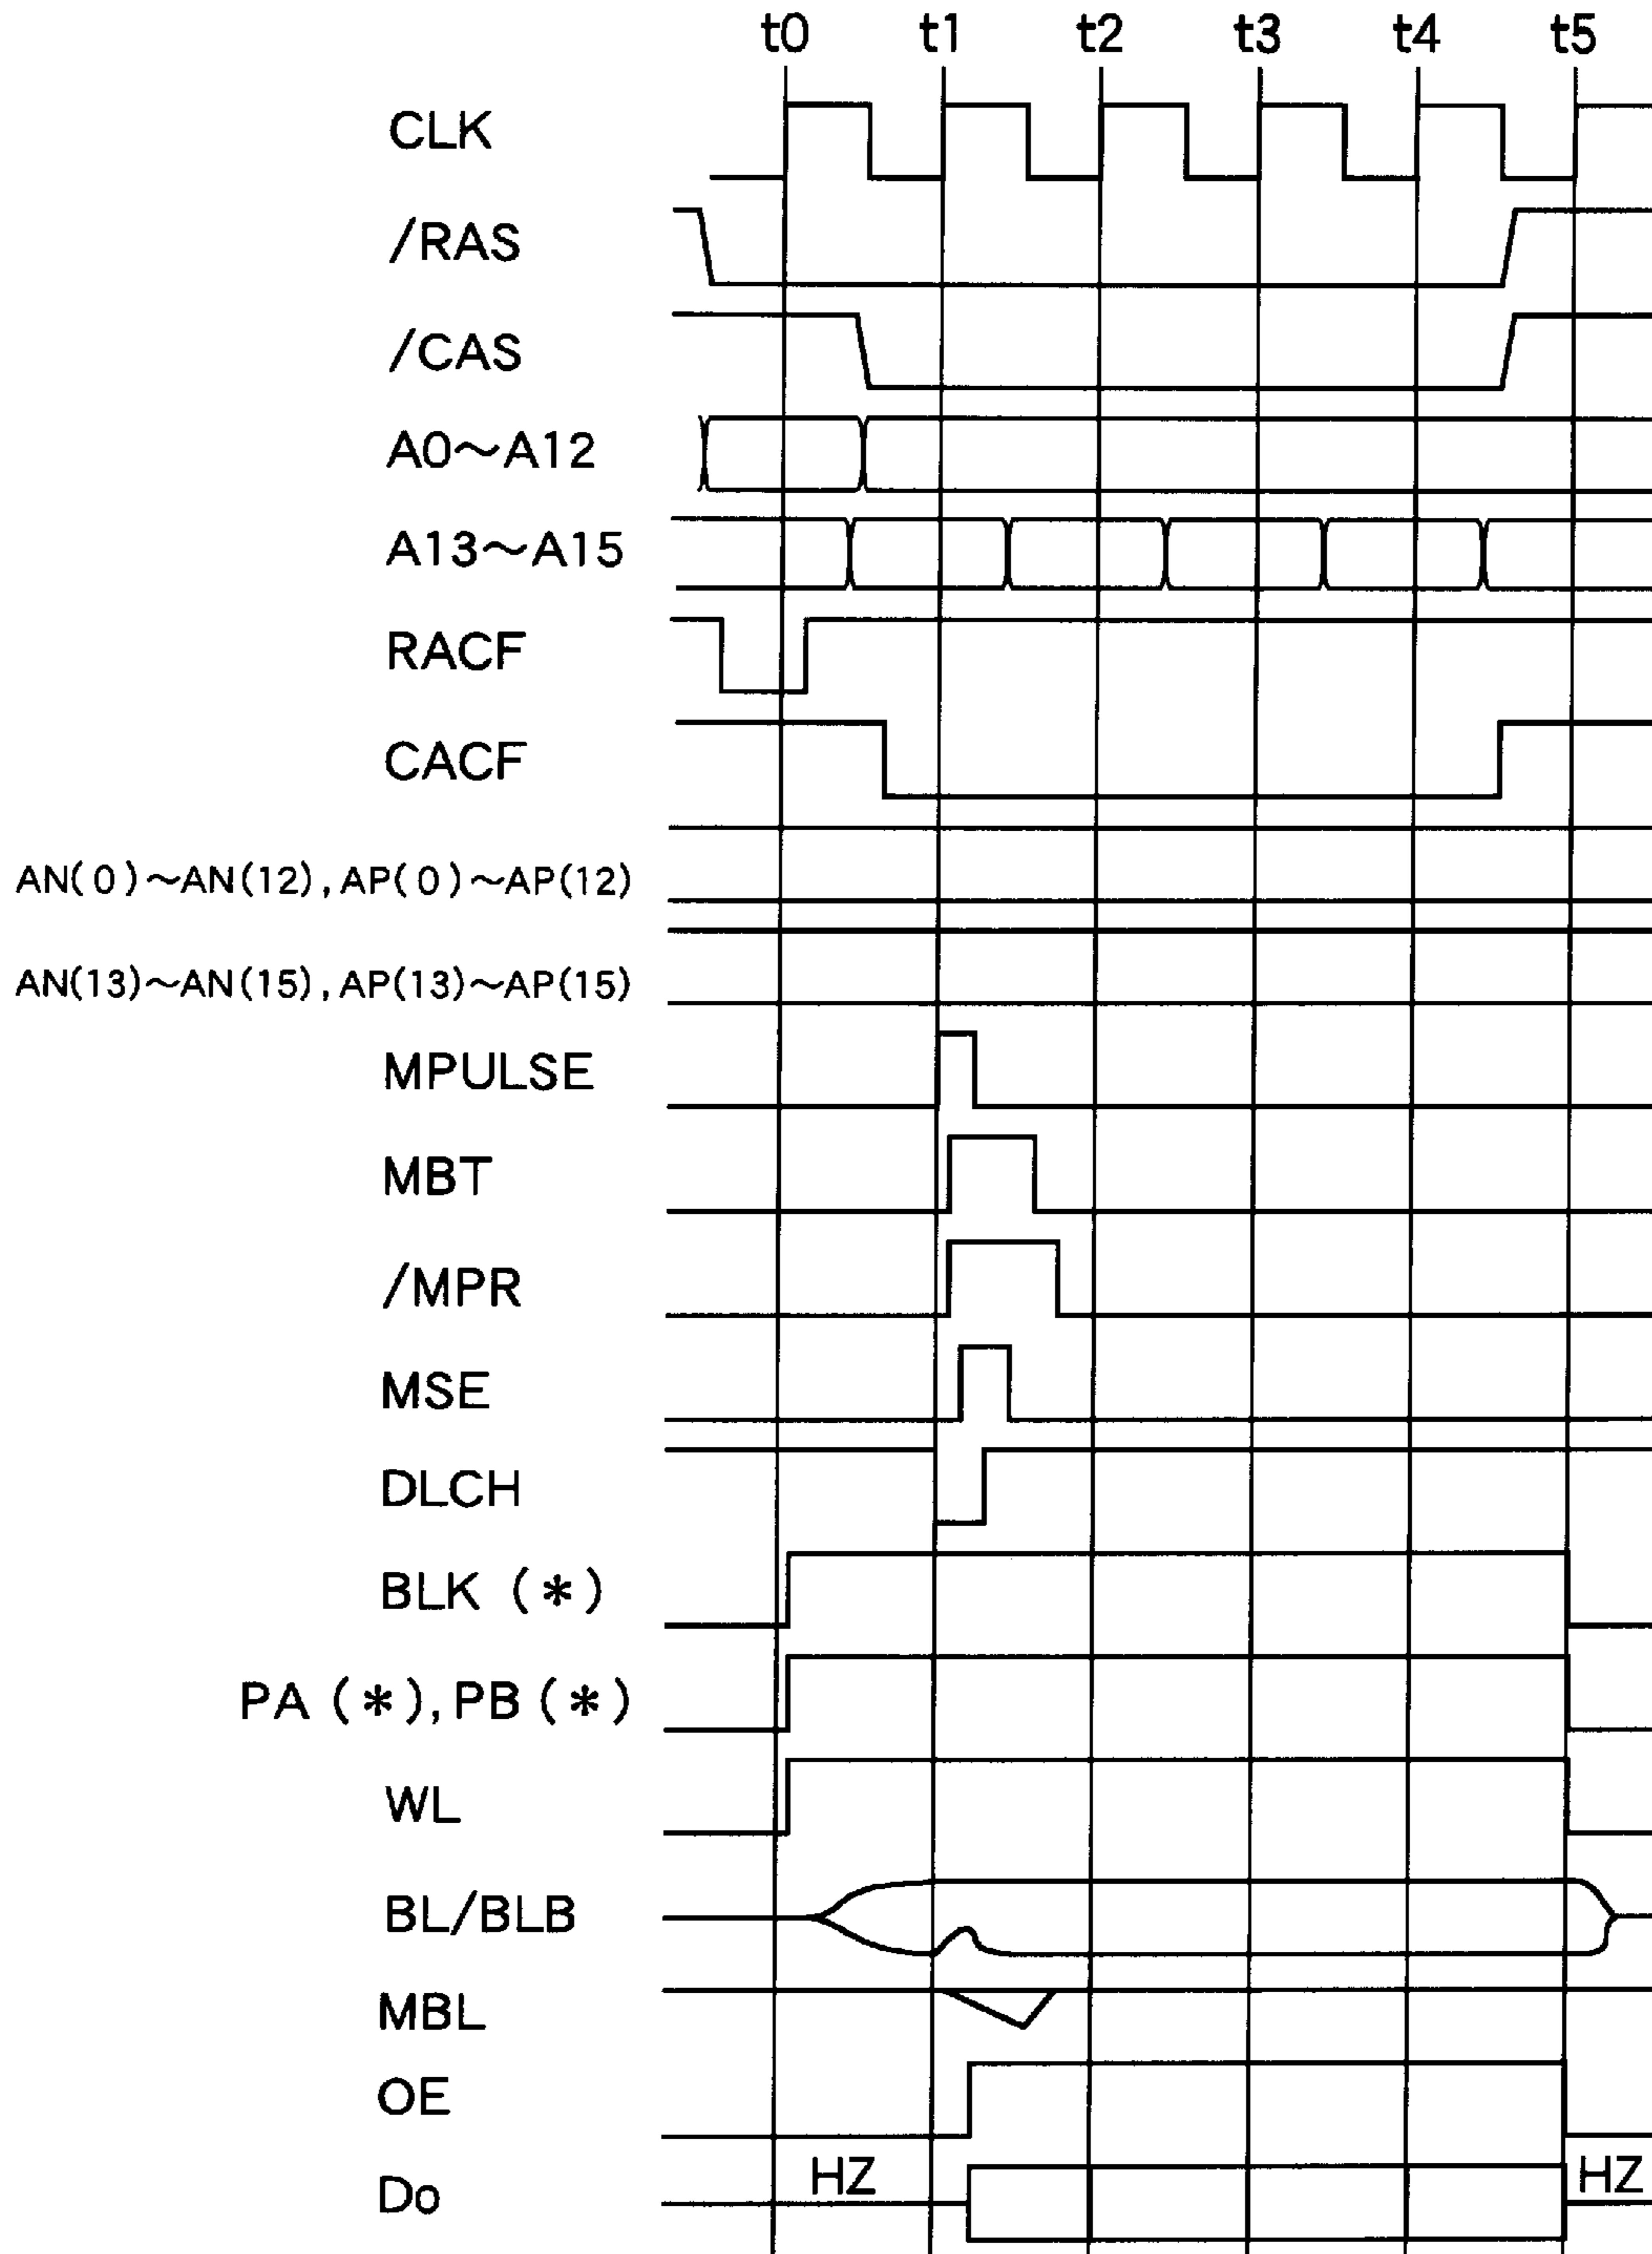 t0 t1 t2 t3 t4 t5
CLK
/RAS
/CAS
A0～A12
A13～A15
RACF
CACF
AN(0)～AN(12),AP(0)～AP(12)
AN(13)～AN(15),AP(13)～AP(15)
MPULSE
MBT
/MPR
MSE
DLCH
BLK (*)
PA (*), PB (*)
WL
BL/BLB
MBL
OE
HZ HZ
Do